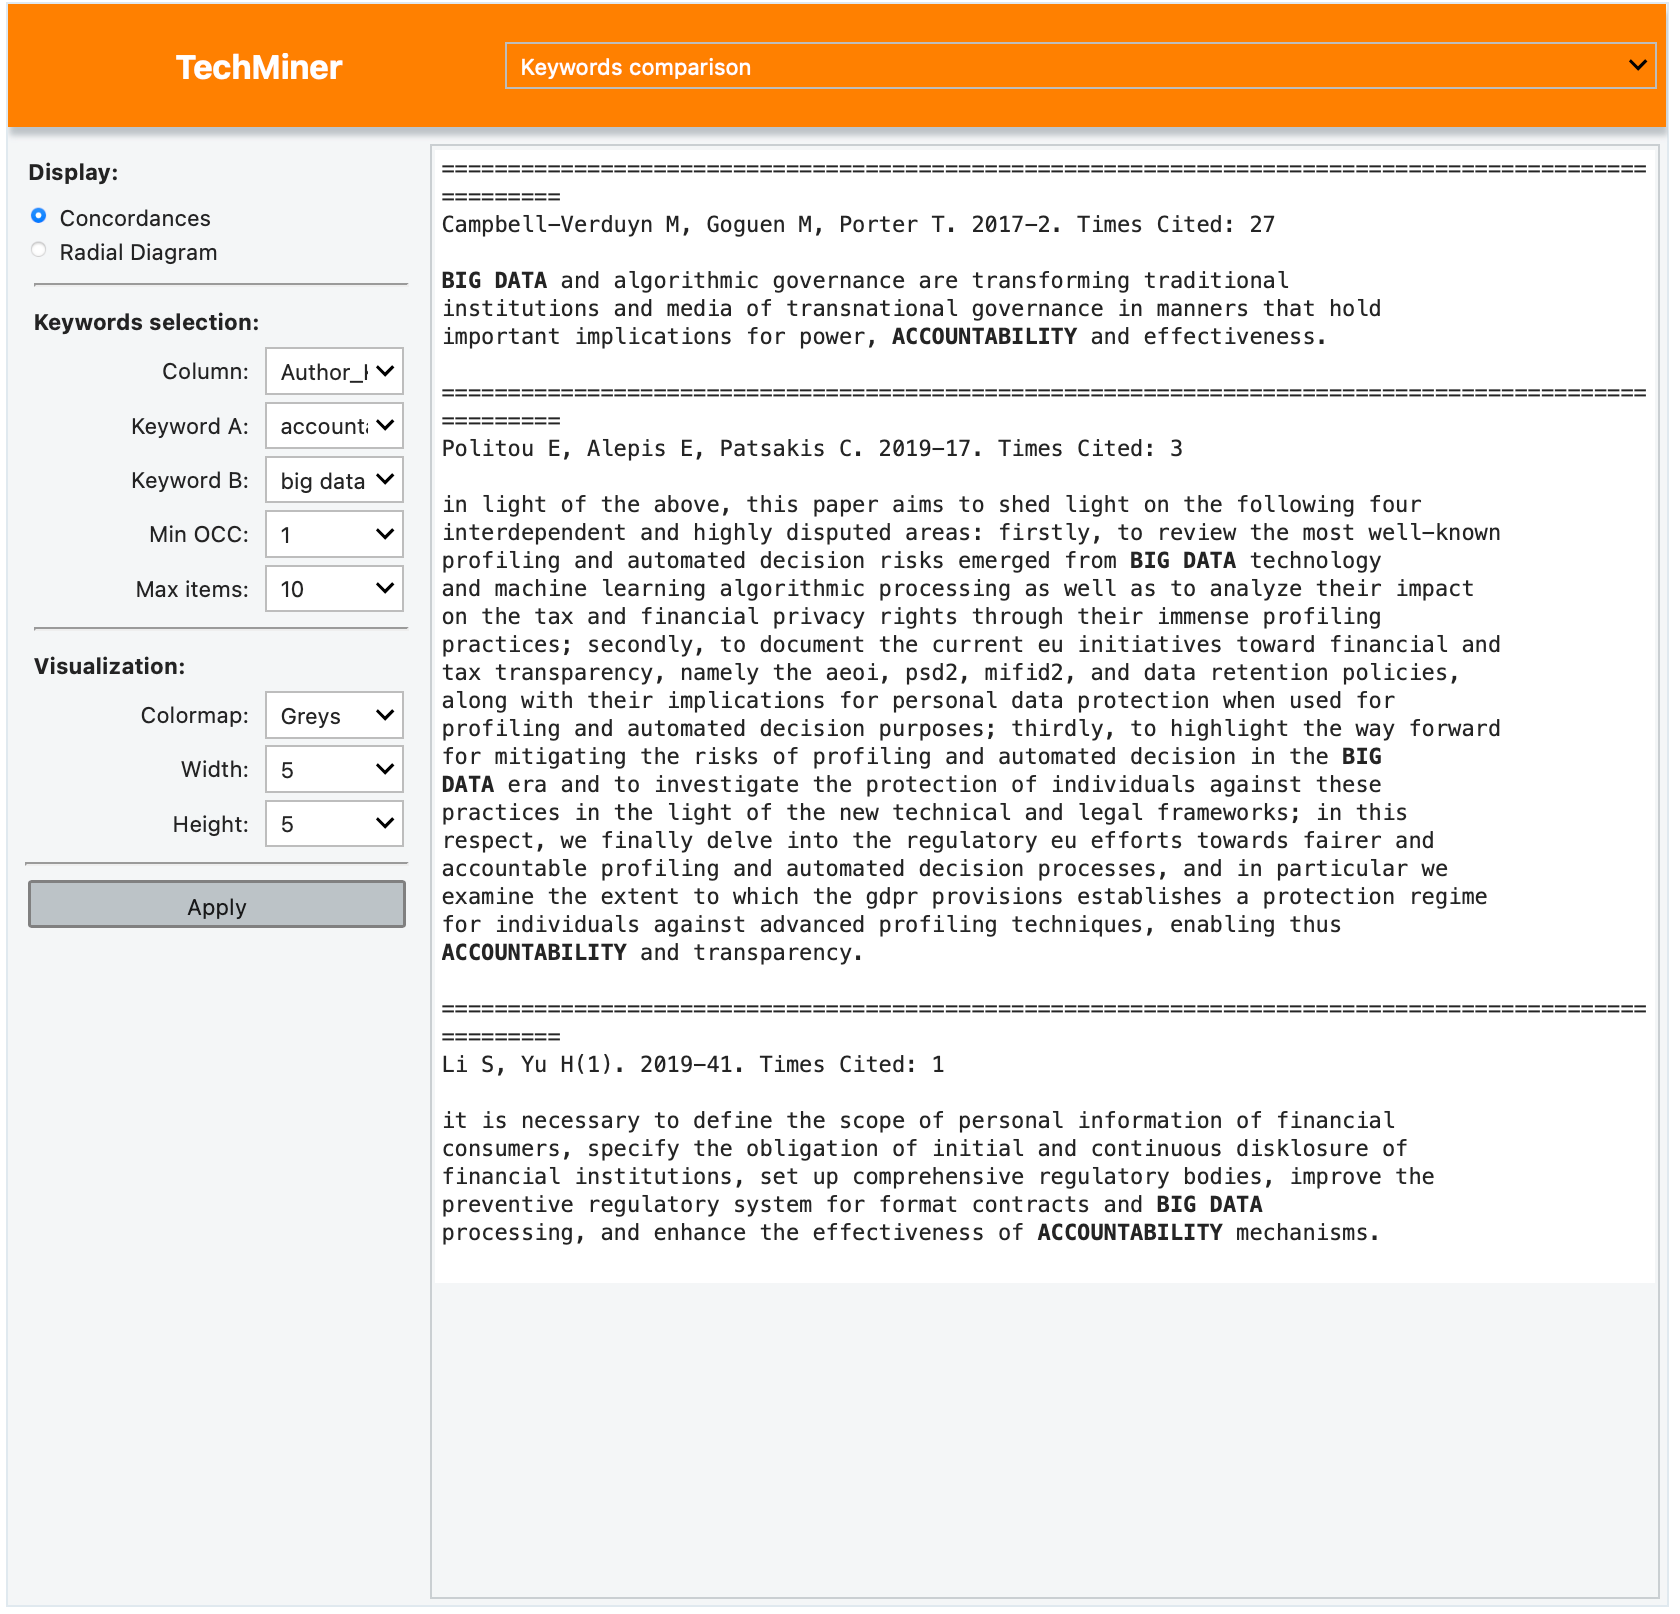 TechMiner
Keywords comparison
Display:
Concordances
Radial Diagram
Keywords selection:
Column: Author_
Keyword A: account
Keyword B: big data
Min OCC: 1
Max items: 10
Visualization:
Colormap: Greys
Width: 5
Height: 5
Apply
===========================================================================================
=========
Campbell-Verduyn M, Goguen M, Porter T. 2017-2. Times Cited: 27
BIG DATA and algorithmic governance are transforming traditional
institutions and media of transnational governance in manners that hold
important implications for power, ACCOUNTABILITY and effectiveness.
===========================================================================================
=========
Politou E, Alepis E, Patsakis C. 2019-17. Times Cited: 3
in light of the above, this paper aims to shed light on the following four
interdependent and highly disputed areas: firstly, to review the most well-known
profiling and automated decision risks emerged from BIG DATA technology
and machine learning algorithmic processing as well as to analyze their impact
on the tax and financial privacy rights through their immense profiling
practices; secondly, to document the current eu initiatives toward financial and
tax transparency, namely the aeoi, psd2, mifid2, and data retention policies,
along with their implications for personal data protection when used for
profiling and automated decision purposes; thirdly, to highlight the way forward
for mitigating the risks of profiling and automated decision in the BIG
DATA era and to investigate the protection of individuals against these
practices in the light of the new technical and legal frameworks; in this
respect, we finally delve into the regulatory eu efforts towards fairer and
accountable profiling and automated decision processes, and in particular we
examine the extent to which the gdpr provisions establishes a protection regime
for individuals against advanced profiling techniques, enabling thus
ACCOUNTABILITY and transparency.
===========================================================================================
=========
Li S, Yu H(1). 2019-41. Times Cited: 1
it is necessary to define the scope of personal information of financial
consumers, specify the obligation of initial and continuous disklosure of
financial institutions, set up comprehensive regulatory bodies, improve the
preventive regulatory system for format contracts and BIG DATA
processing, and enhance the effectiveness of ACCOUNTABILITY mechanisms.